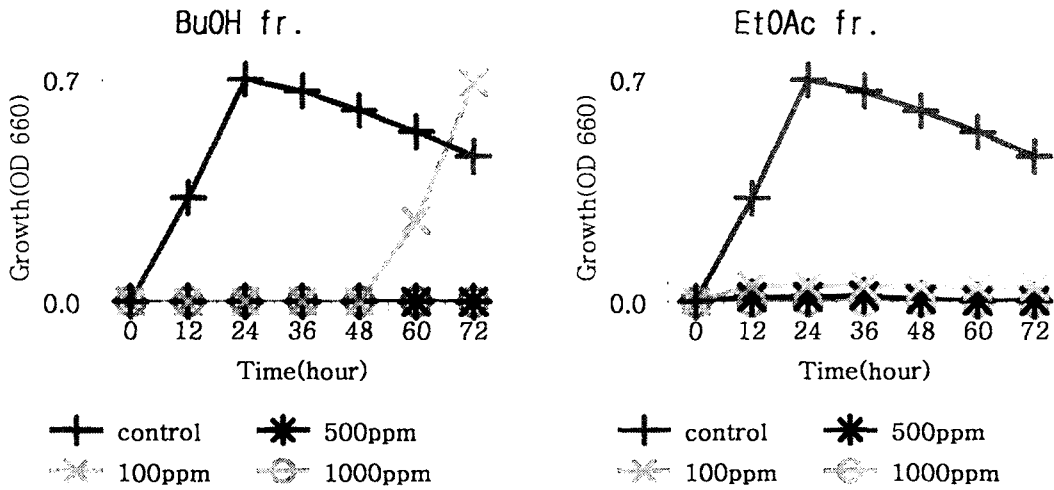 BuOH fr.
0.7
0.0
Growth(OD 660)
0 12 24 36 48 60 72
Time(hour)
control
500ppm
100ppm
1000ppm
EtOAc fr.
0.7
0.0
Growth(OD 660)
0 12 24 36 48 60 72
Time(hour)
control
500ppm
100ppm
1000ppm